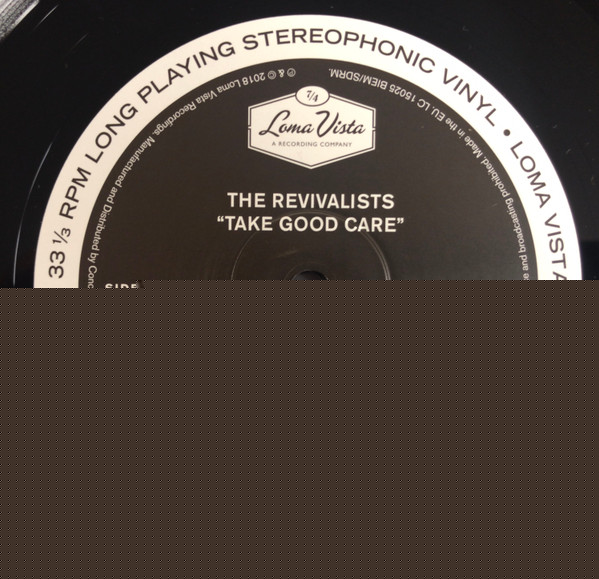 33 ⅓ RPM LONG PLAYING STEREOPHONIC VINYL • LOMA VISTA
℗ & © 2018 Loma Vista Recordings. Manufactured and Distributed by Conc
and broadcasting prohibited. Made in the EU. LC 15025 BIEM/SDRM.
7/4
Loma Vista
A RECORDING COMPANY
THE REVIVALISTS
“TAKE GOOD CARE”
SIDE